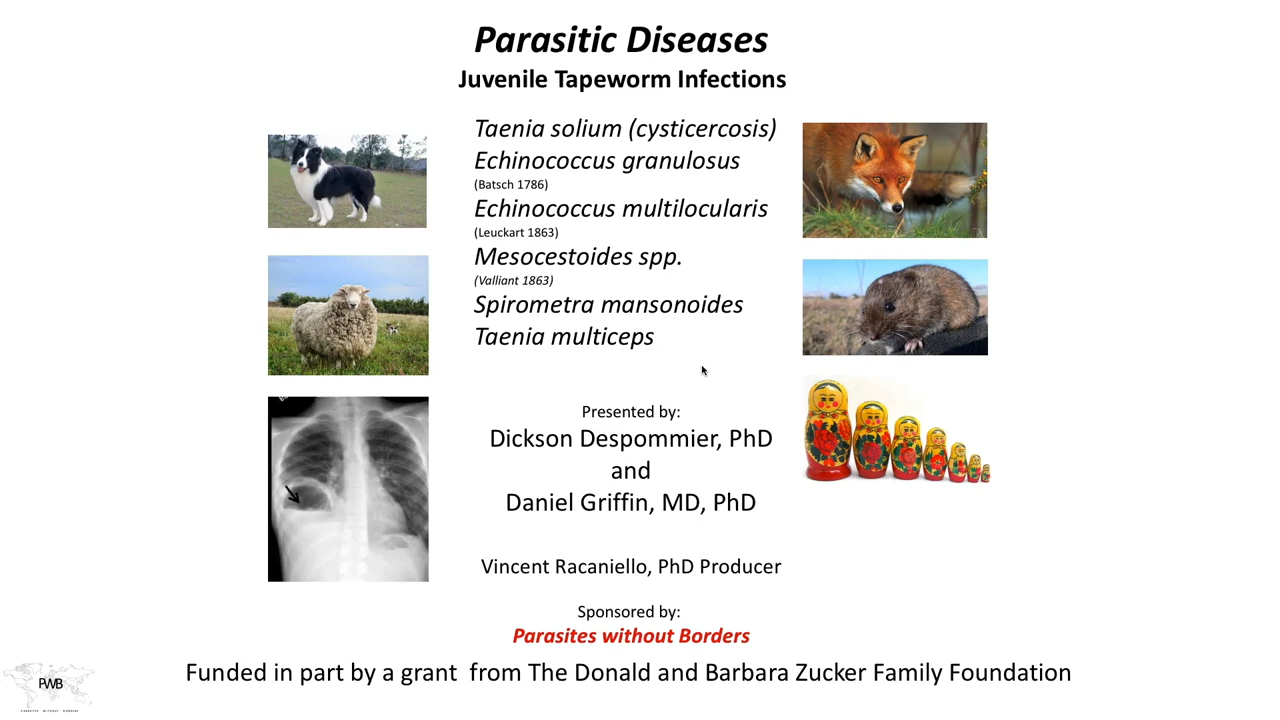 Parasitic Diseases
Juvenile Tapeworm Infections
Taenia solium (cysticercosis)
Echinococcus granulosus
(Batsch 1786)
Echinococcus multilocularis
(Leuckart 1863)
Mesocestoides spp.
(Valliant 1863)
Spirometra mansonoides
Taenia multiceps
Presented by:
Dickson Despommier, PhD
and
Daniel Griffin, MD, PhD
Vincent Racaniello, PhD Producer
Sponsored by:
Parasites without Borders
Funded in part by a grant from The Donald and Barbara Zucker Family Foundation
PWB
PARASITES WITHOUT BORDERS